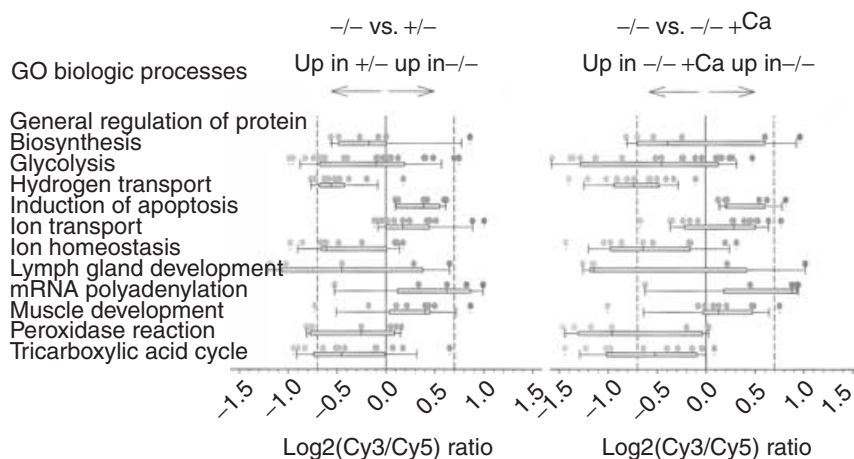 −/− vs. +/−
−/− vs. −/− +Ca
GO biologic processes
Up in +/− up in−/−
Up in −/− +Ca up in−/−
General regulation of protein
Biosynthesis
Glycolysis
Hydrogen transport
Induction of apoptosis
Ion transport
Ion homeostasis
Lymph gland development
mRNA polyadenylation
Muscle development
Peroxidase reaction
Tricarboxylic acid cycle
−1.5 −1.0 −0.5 0.0 0.5 1.0 1.5
−1.5 −1.0 −0.5 0.0 0.5 1.0 1.5
Log2(Cy3/Cy5) ratio
Log2(Cy3/Cy5) ratio